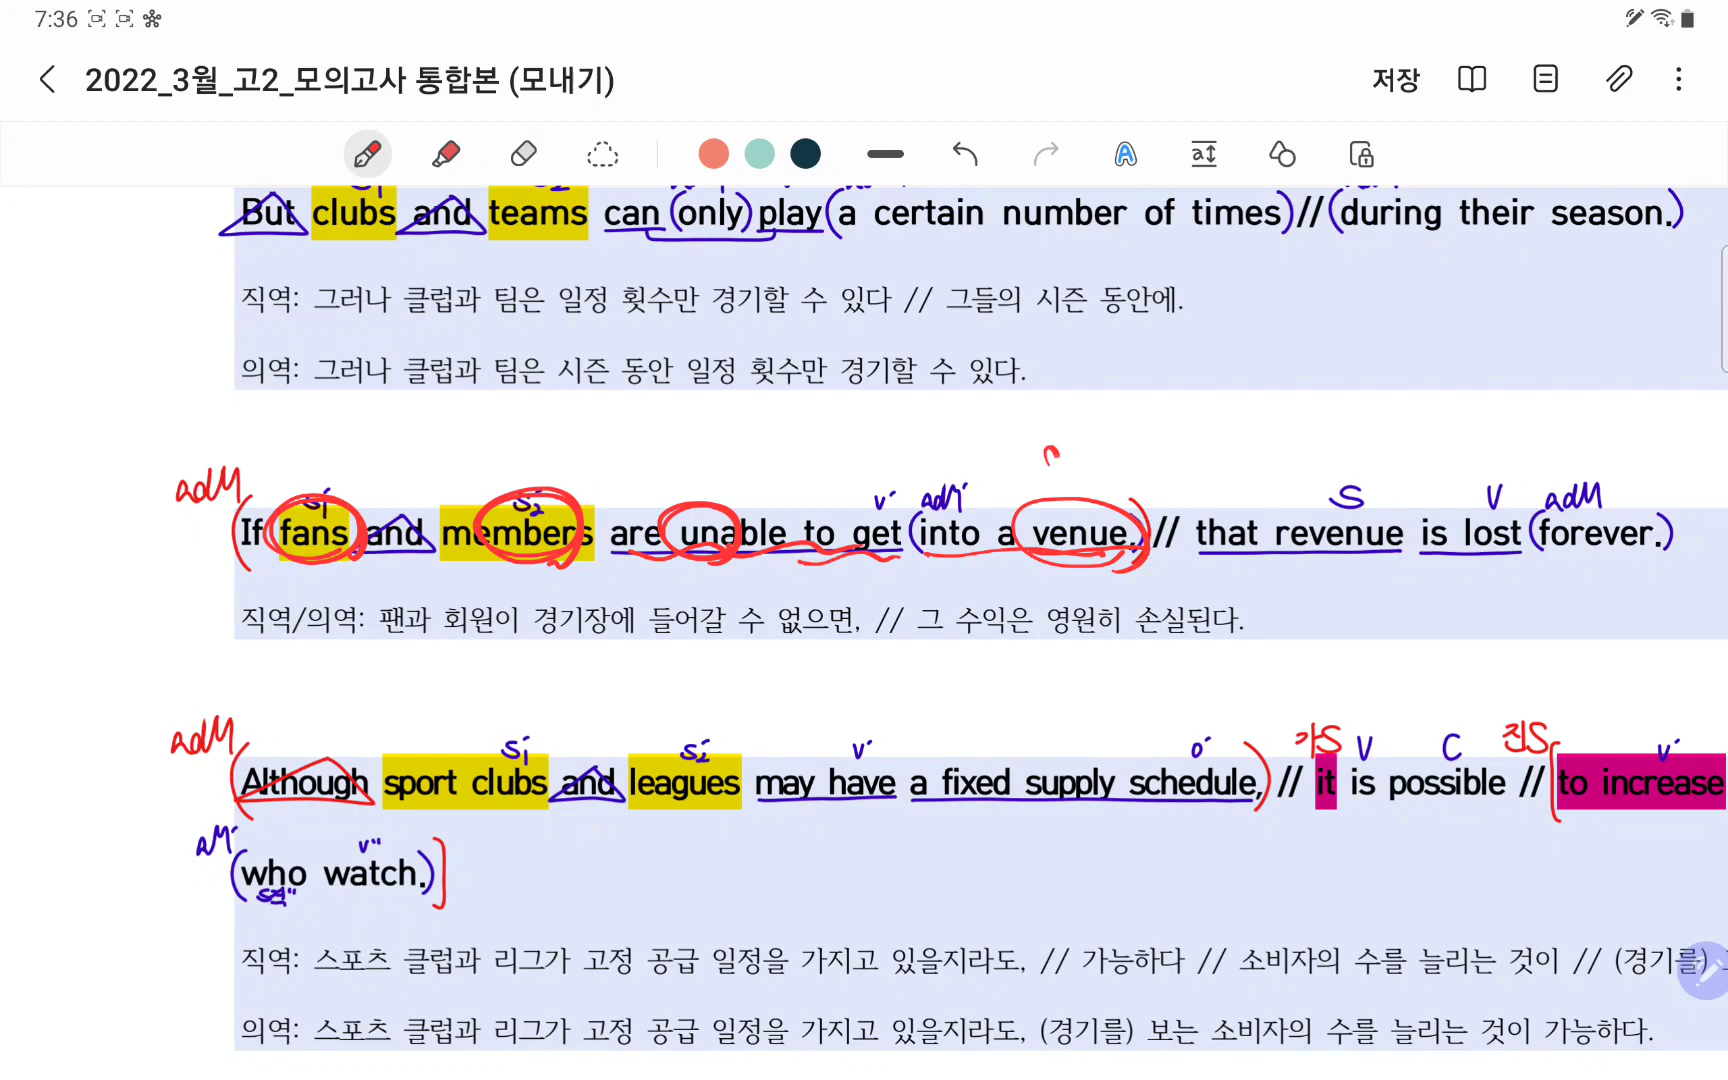 7:36
2022_3월_고2_모의고사 통합본 (모내기)
저장
S1 S2
But clubs and teams can (only) play (a certain number of times) // (during their season.)
직역: 그러나 클럽과 팀은 일정 횟수만 경기할 수 있다 // 그들의 시즌 동안에.
의역: 그러나 클럽과 팀은 시즌 동안 일정 횟수만 경기할 수 있다.
adM S1' S2' V' adM' S V adM
(If fans and members are unable to get (into a venue,)) // that revenue is lost (forever.)
직역/의역: 팬과 회원이 경기장에 들어갈 수 없으면, // 그 수익은 영원히 손실된다.
adM S1' S2' V' O' 가S V C 진S V'
(Although sport clubs and leagues may have a fixed supply schedule,) // it is possible // [to increase
aM' V"
(who watch.)]
직역: 스포츠 클럽과 리그가 고정 공급 일정을 가지고 있을지라도, // 가능하다 // 소비자의 수를 늘리는 것이 // (경기를)
의역: 스포츠 클럽과 리그가 고정 공급 일정을 가지고 있을지라도, (경기를) 보는 소비자의 수를 늘리는 것이 가능하다.